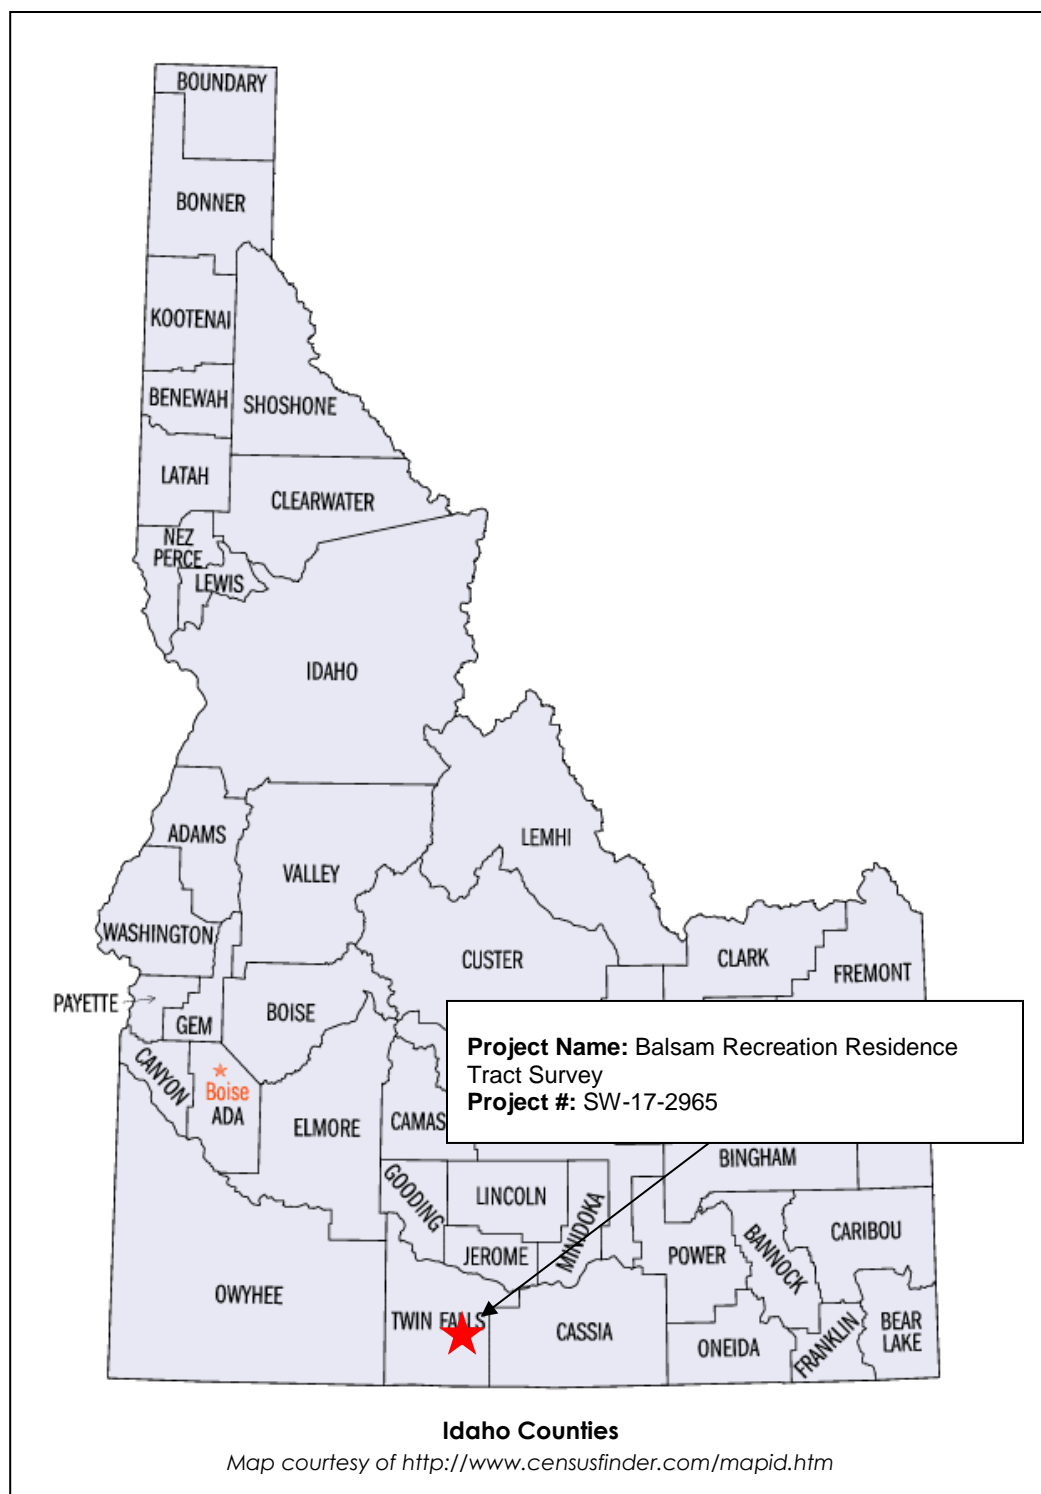 BOUNDARY
BONNER
KOOTENAI
BENEWAH
SHOSHONE
LATAH
CLEARWATER
NEZ
PERCE
LEWIS
IDAHO
LEMHI
ADAMS
VALLEY
WASHINGTON
CUSTER
CLARK
FREMONT
PAYETTE
GEM
BOISE
Project Name: Balsam Recreation Residence
Tract Survey
Project #: SW-17-2965
CANYON
Boise
ADA
ELMORE
CAMAS
BINGHAM
GOODING
LINCOLN
MINIDOKA
JEROME
POWER
BANNOCK
CARIBOU
OWYHEE
TWIN FALLS
CASSIA
ONEIDA
FRANKLIN
BEAR
LAKE
Idaho Counties
Map courtesy of http://www.censusfinder.com/mapid.htm